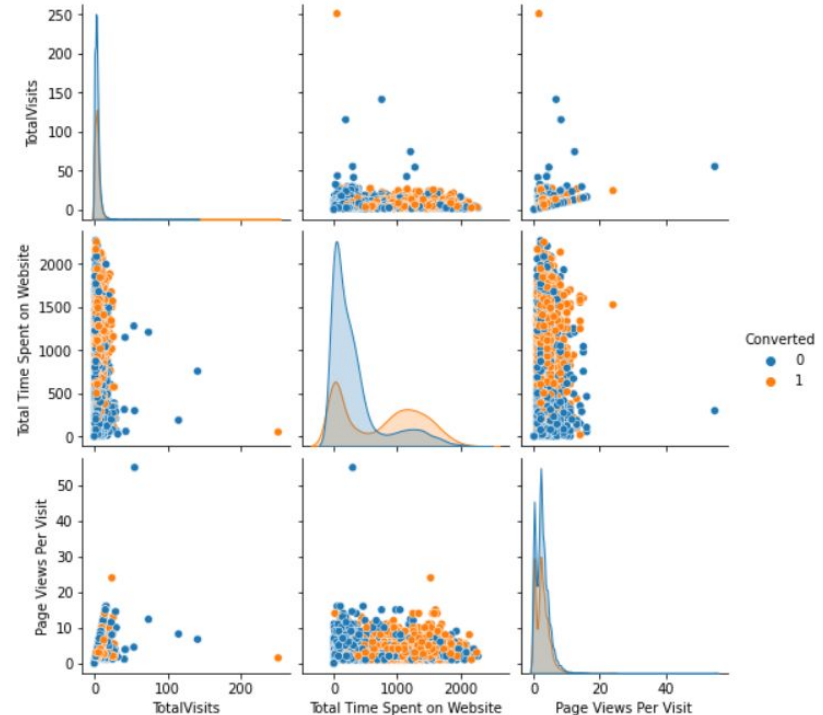 250
200
150
100
50
0
TotalVisits
2000
1500
1000
500
0
Total Time Spent on Website
Converted
0
1
50
40
30
20
10
0
Page Views Per Visit
0 200
TotalVisits
0 1000 2000
Total Time Spent on Website
0 20 40
Page Views Per Visit